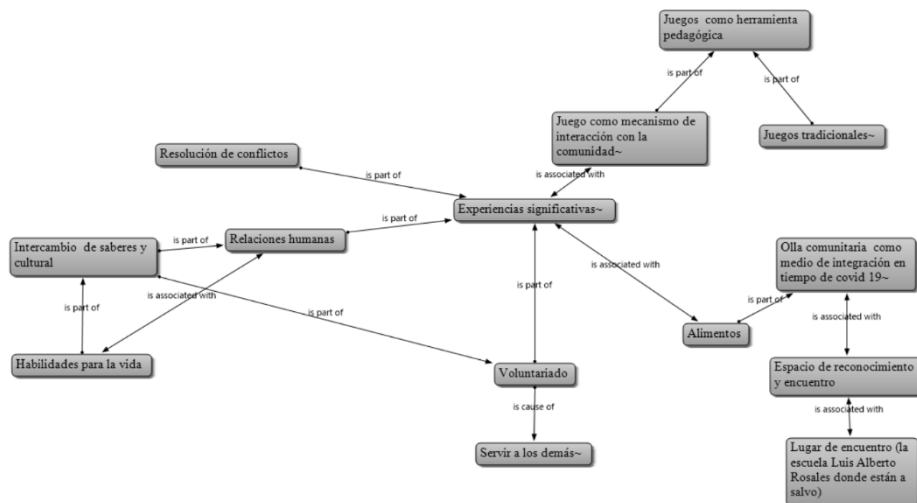 Juegos como herramienta
pedagógica
is part of
is part of
Juego como mecanismo de
interacción con la
comunidad~
Juegos tradicionales~
Resolución de conflictos
is part of
is associated with
Experiencias significativas~
is part of
Relaciones humanas
is part of
Intercambio de saberes y
cultural
is part of
is associated with
is part of
Habilidades para la vida
is part of
Voluntariado
is cause of
Servir a los demás~
is associated with
Olla comunitaria como
medio de integración en
tiempo de covid 19~
is part of
Alimentos
is associated with
Espacio de reconocimiento
y encuentro
is associated with
Lugar de encuentro (la
escuela Luis Alberto
Rosales donde están a
salvo)